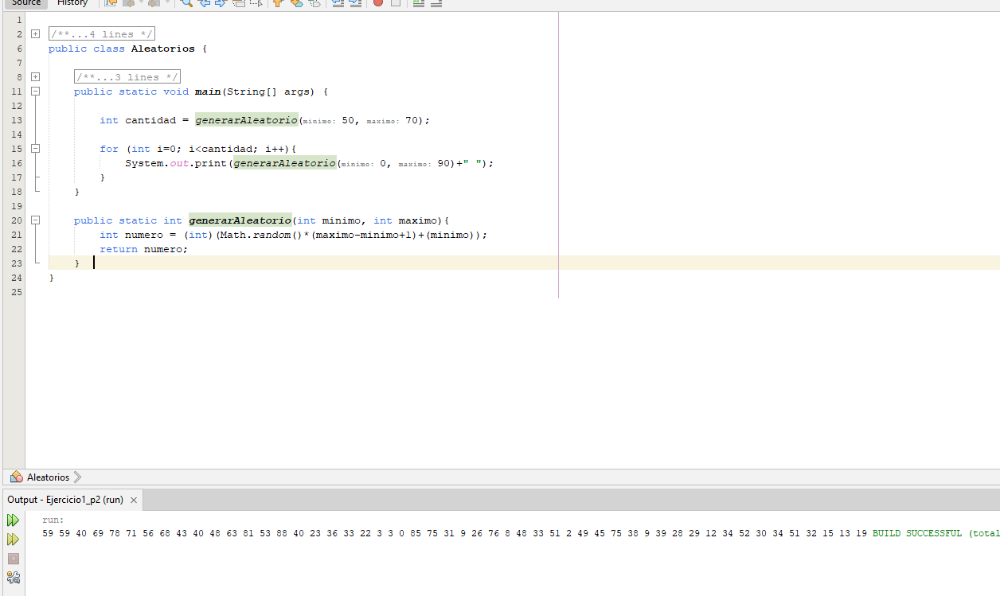 Source History
1
2 /**...4 lines */
6 public class Aleatorios {
7
8 /**...3 lines */
11 public static void main(String[] args) {
12
13 int cantidad = generarAleatorio(minimo: 50, maximo: 70);
14
15 for (int i=0; i<cantidad; i++){
16 System.out.print(generarAleatorio(minimo: 0, maximo: 90)+" ");
17 }
18 }
19
20 public static int generarAleatorio(int minimo, int maximo){
21 int numero = (int)(Math.random()*(maximo-minimo+1)+(minimo));
22 return numero;
23 }
24 }
25
Aleatorios
Output - Ejercicio1_p2 (run) ×
run:
59 59 40 69 78 71 56 68 43 40 48 63 81 53 88 40 23 36 33 22 3 3 0 85 75 31 9 26 76 8 48 33 51 2 49 45 75 38 9 39 28 29 12 34 52 30 34 51 32 15 13 19 BUILD SUCCESSFUL (total